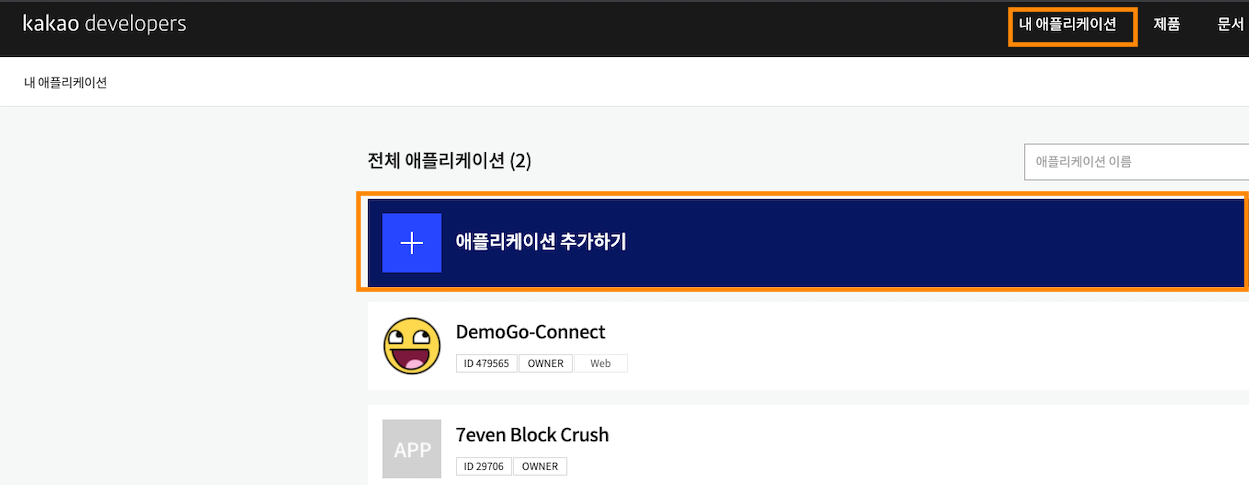 kakao developers 내 애플리케이션 제품 문서
내 애플리케이션
전체 애플리케이션 (2) 애플리케이션 이름
애플리케이션 추가하기
DemoGo-Connect
ID 479565 OWNER Web
APP 7even Block Crush
ID 29706 OWNER